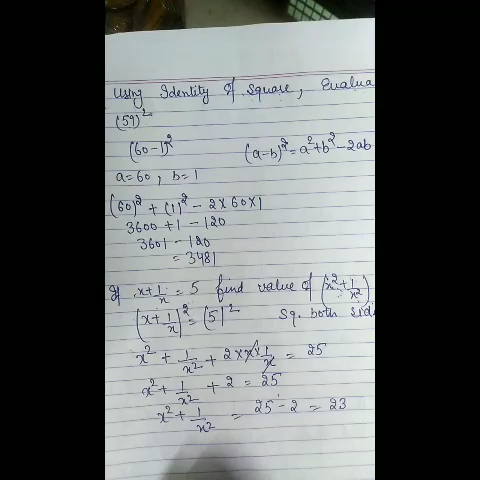 Using Identity of square, Evalua
(59)²
(60-1)² (a-b)² = a² + b² - 2ab
a = 60, b = 1
(60)² + (1)² - 2×60×1
3600 + 1 - 120
3601 - 120
= 3481
If x + 1/x = 5 find value of (x² + 1/x²)
(x + 1/x)² = (5)² Sq. both sid
x² + 1/x² + 2 × x × 1/x = 25
x² + 1/x² + 2 = 25
x² + 1/x² = 25 - 2 = 23